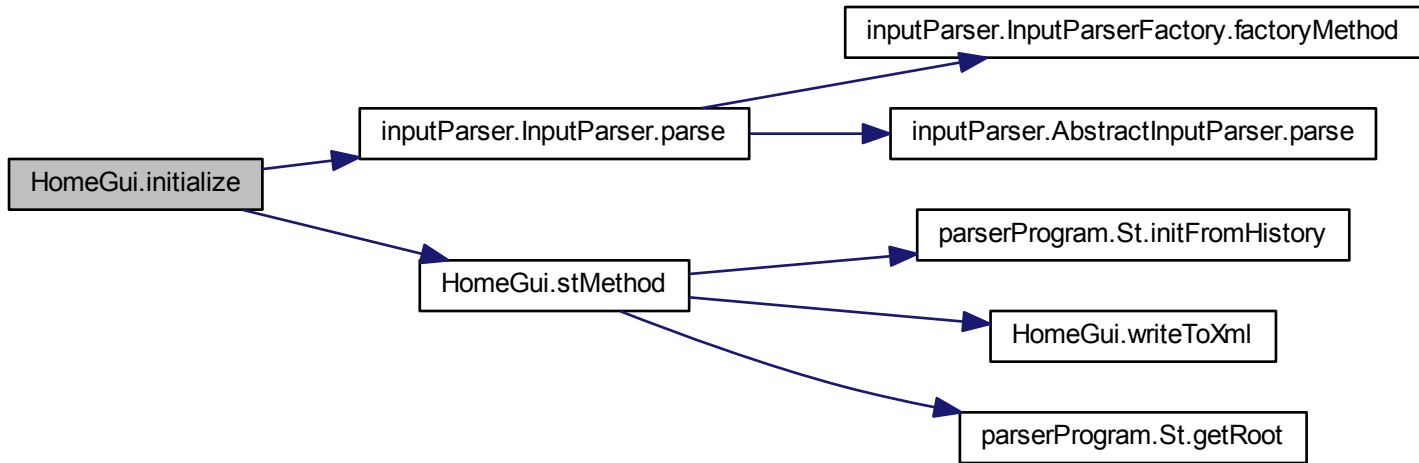 inputParser.InputParserFactory.factoryMethod
inputParser.InputParser.parse
inputParser.AbstractInputParser.parse
HomeGui.initialize
parserProgram.St.initFromHistory
HomeGui.stMethod
HomeGui.writeToXml
parserProgram.St.getRoot